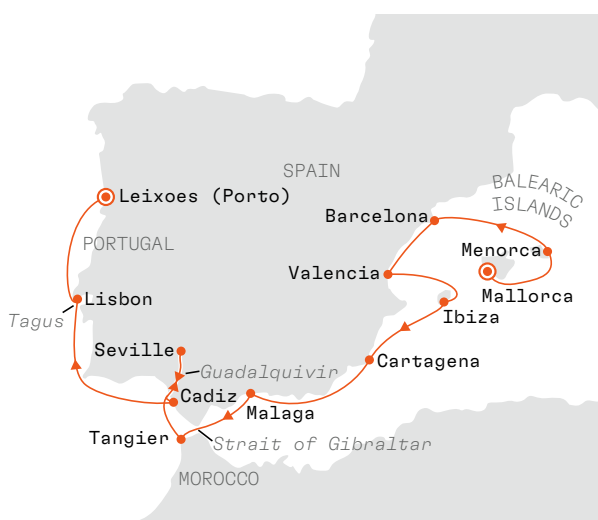 SPAIN
BALEARIC
ISLANDS
Leixoes (Porto)
Barcelona
PORTUGAL
Menorca
Valencia
Mallorca
Lisbon
Ibiza
Tagus
Seville
Cartagena
Guadalquivir
Cadiz
Malaga
Tangier
Strait of Gibraltar
MOROCCO